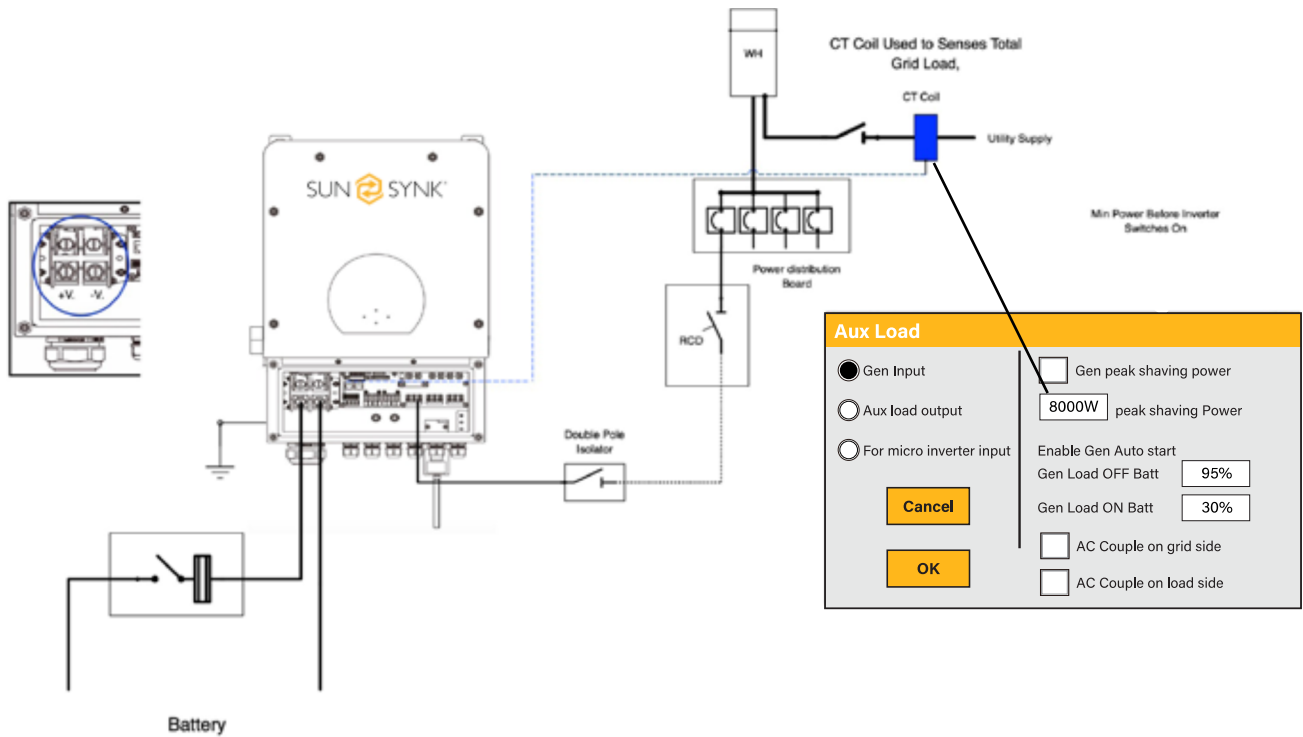 WH
CT Coil Used to Senses Total
Grid Load,
CT Coil
Utility Supply
SUN SYNK
Min Power Before Inverter
Switches On
+V. -V.
Power distribution
Board
RCD
Double Pole
Isolator
Aux Load
Gen Input
Aux load output
For micro inverter input
Cancel
OK
Gen peak shaving power
8000W peak shaving Power
Enable Gen Auto start
Gen Load OFF Batt 95%
Gen Load ON Batt 30%
AC Couple on grid side
AC Couple on load side
Battery